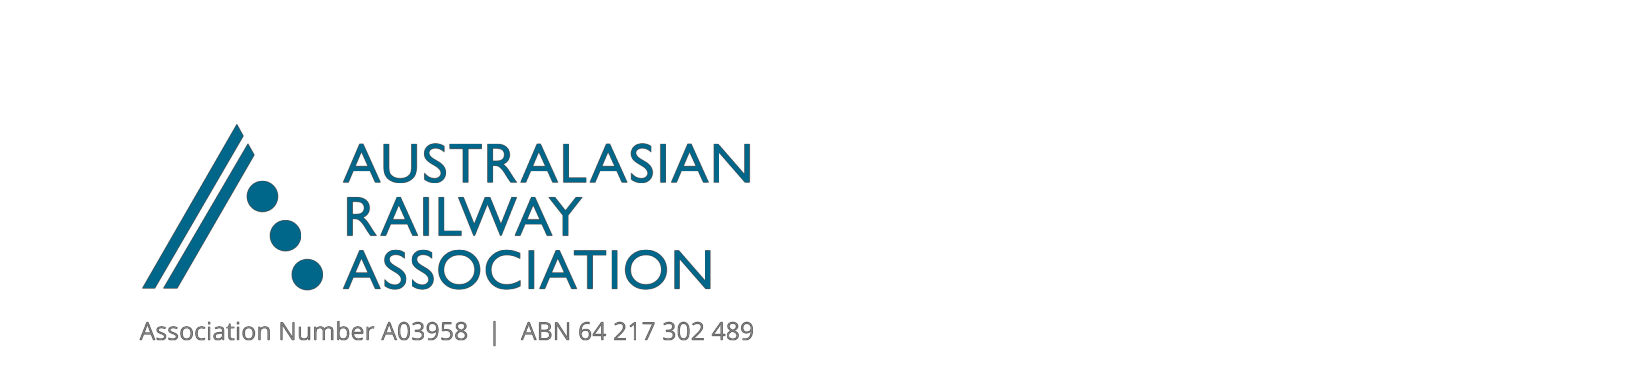 AUSTRALASIAN
RAILWAY
ASSOCIATION
Association Number A03958 | ABN 64 217 302 489